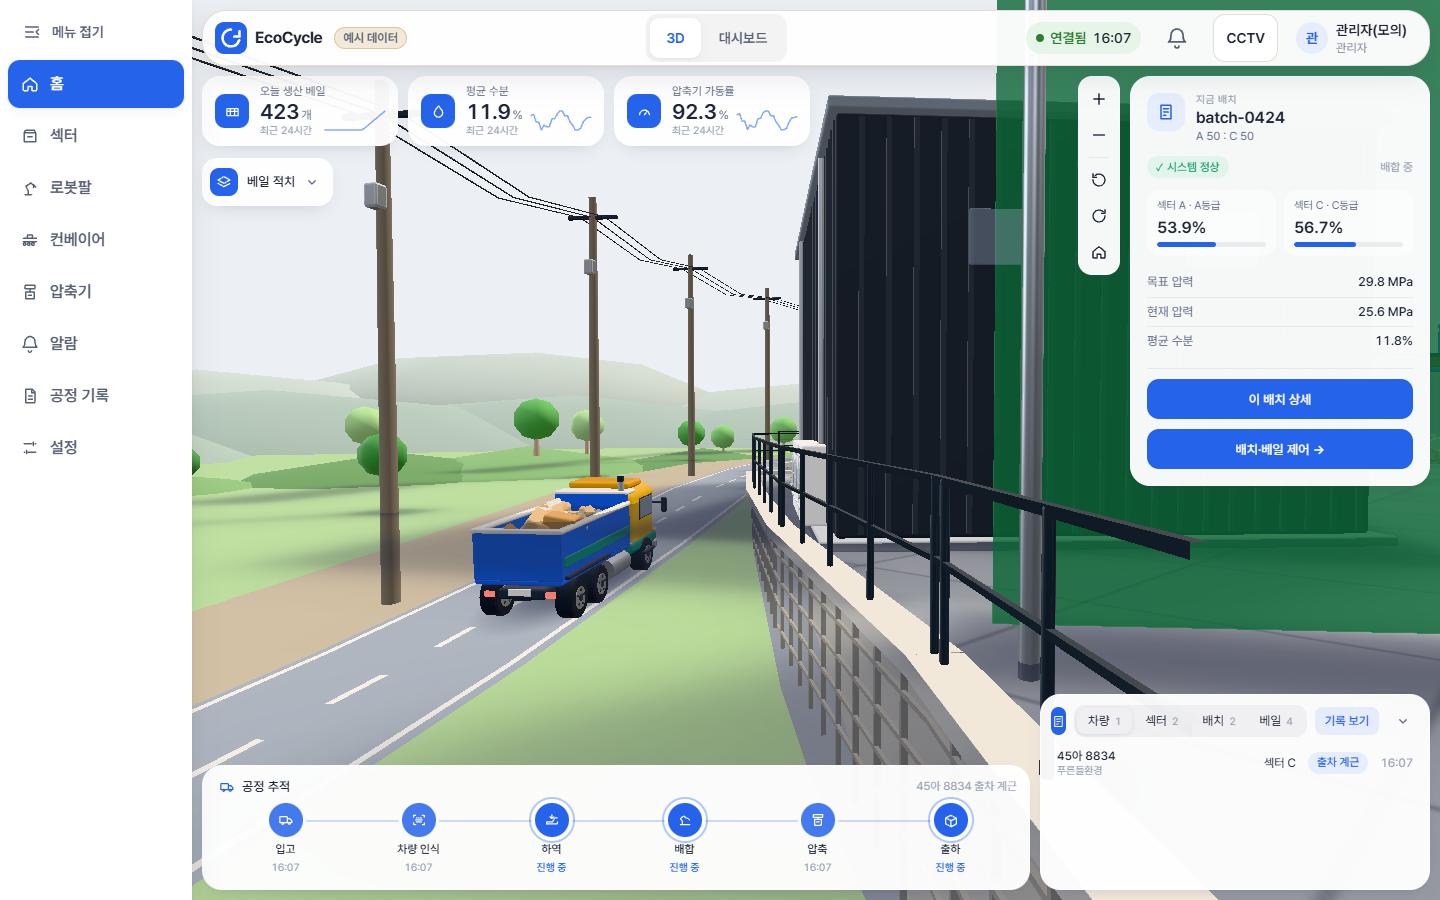 메뉴 접기
홈
섹터
로봇팔
컨베이어
압축기
알람
공정 기록
설정
EcoCycle
예시 데이터
3D
대시보드
연결됨 16:07
CCTV
관
관리자(모의)
관리자
오늘 생산 베일
423개
최근 24시간
평균 수분
11.9%
최근 24시간
압축기 가동률
92.3%
최근 24시간
베일 적치
지금 배치
batch-0424
A 50 : C 50
✓ 시스템 정상
배합 중
섹터 A · A등급
53.9%
섹터 C · C등급
56.7%
목표 압력 29.8 MPa
현재 압력 25.6 MPa
평균 수분 11.8%
이 배치 상세
배치·베일 제어 →
차량 1 섹터 2 배치 2 베일 4 기록 보기
45아 8834
푸른들환경
섹터 C 출차 계근 16:07
공정 추적
45아 8834 출차 계근
입고 차량 인식 하역 배합 압축 출하
16:07 16:07 진행 중 진행 중 16:07 진행 중